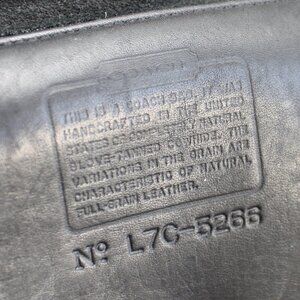 THIS IS A COACH BAG. IT WAS
HANDCRAFTED IN THE UNITED
STATES OF COMPLETELY NATURAL
GLOVE-TANNED COWHIDE. THE
VARIATIONS IN THE GRAIN ARE
CHARACTERISTIC OF NATURAL
FULL-GRAIN LEATHER.
No L7C-5266